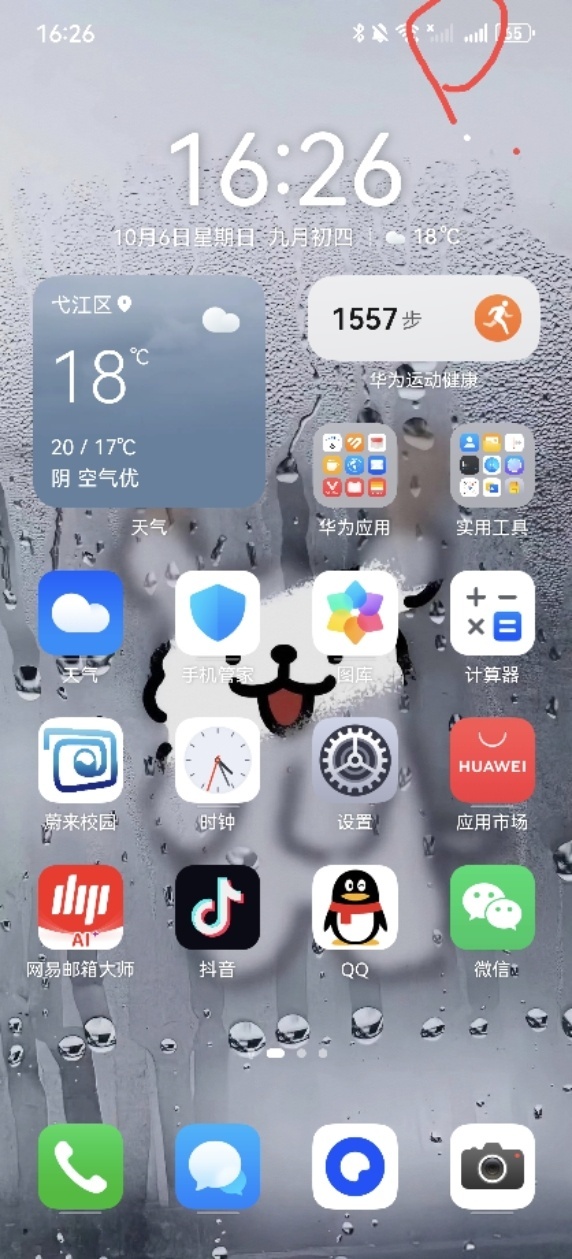 16:26
65
16:26
10月6日星期日 九月初四 | 18℃
弋江区
18℃
20 / 17℃
阴 空气优
天气
1557步
华为运动健康
华为应用
实用工具
天气
手机管家
图库
计算器
蔚来校园
时钟
设置
HUAWEI
应用市场
AI+
网易邮箱大师
抖音
QQ
微信